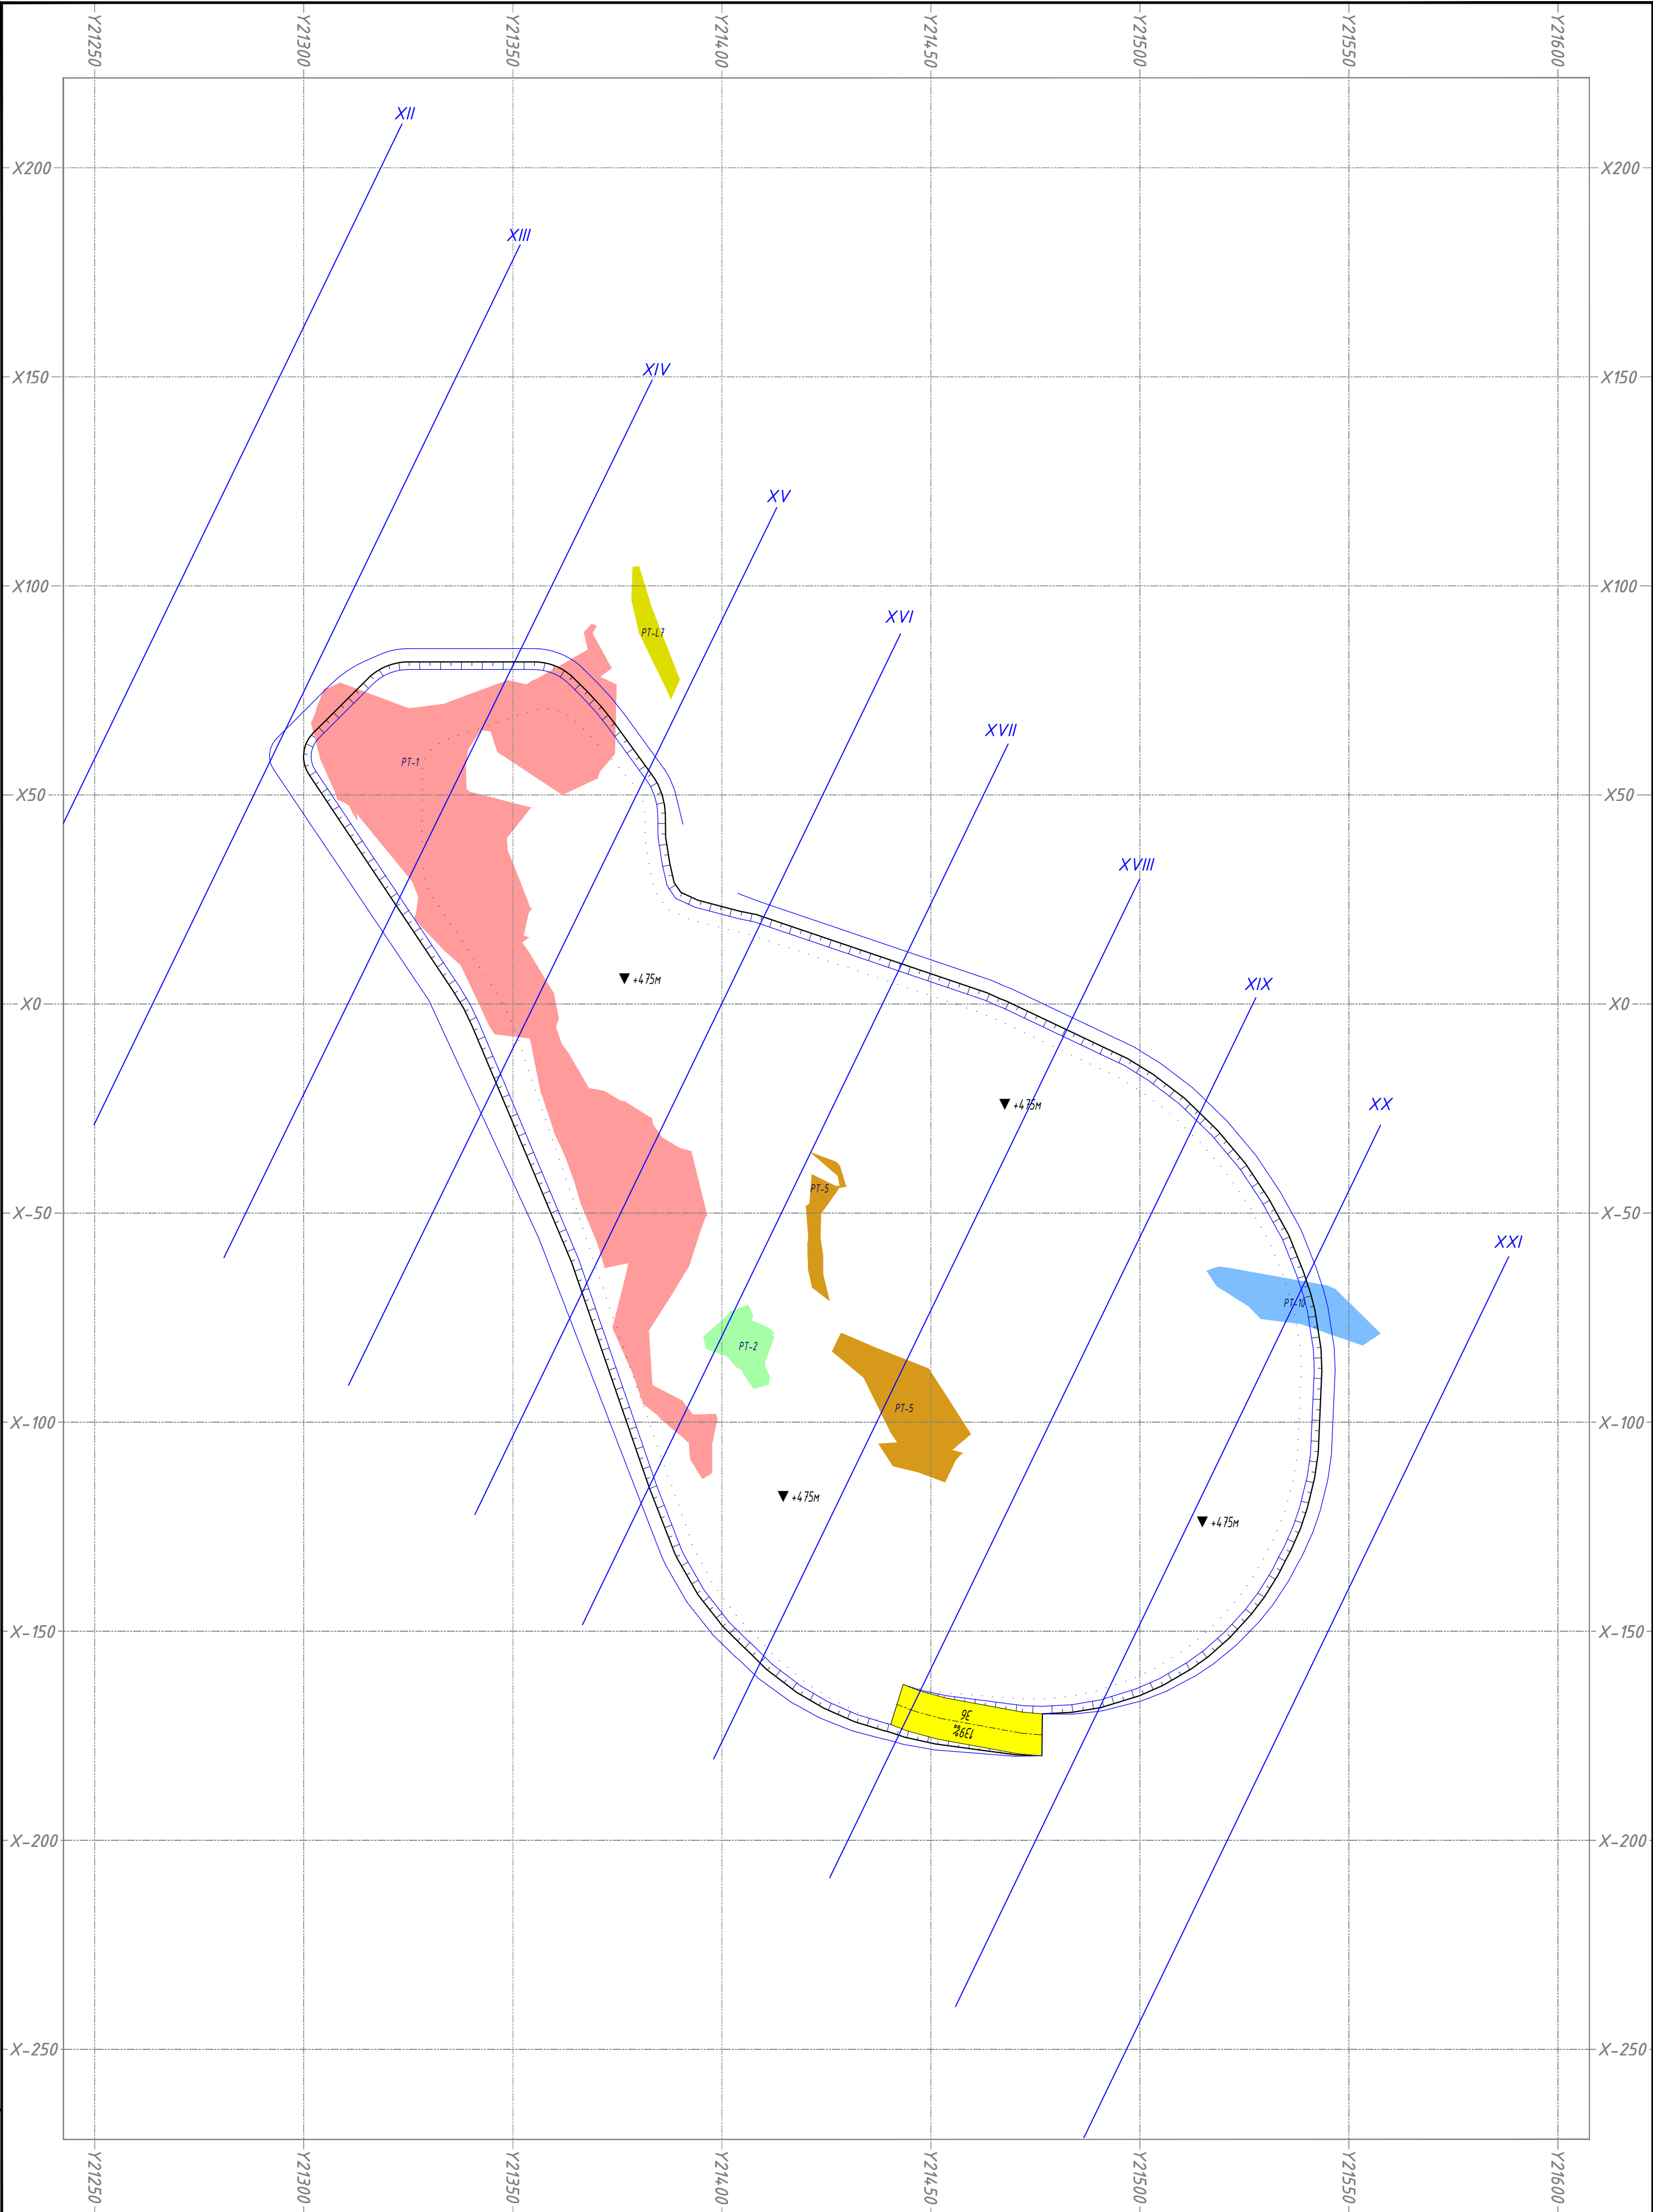 Y21250 Y21300 Y21350 Y21400 Y21450 Y21500 Y21550 Y21600
XII
X200 X200
XIII
XIV
X150 X150
XV
X100 X100
XVI
PT-L7
XVII
PT-1
X50 X50
XVIII
+475м
XIX
X0 X0
+475м
XX
PT-5
X-50 X-50
XXI
PT-10
PT-2
PT-5
X-100 X-100
+475м
+475м
X-150 X-150
36
139‰
X-200 X-200
X-250 X-250
Y21250 Y21300 Y21350 Y21400 Y21450 Y21500 Y21550 Y21600